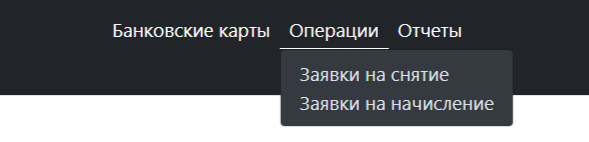 Банковские карты Операции Отчеты
Заявки на снятие
Заявки на начисление